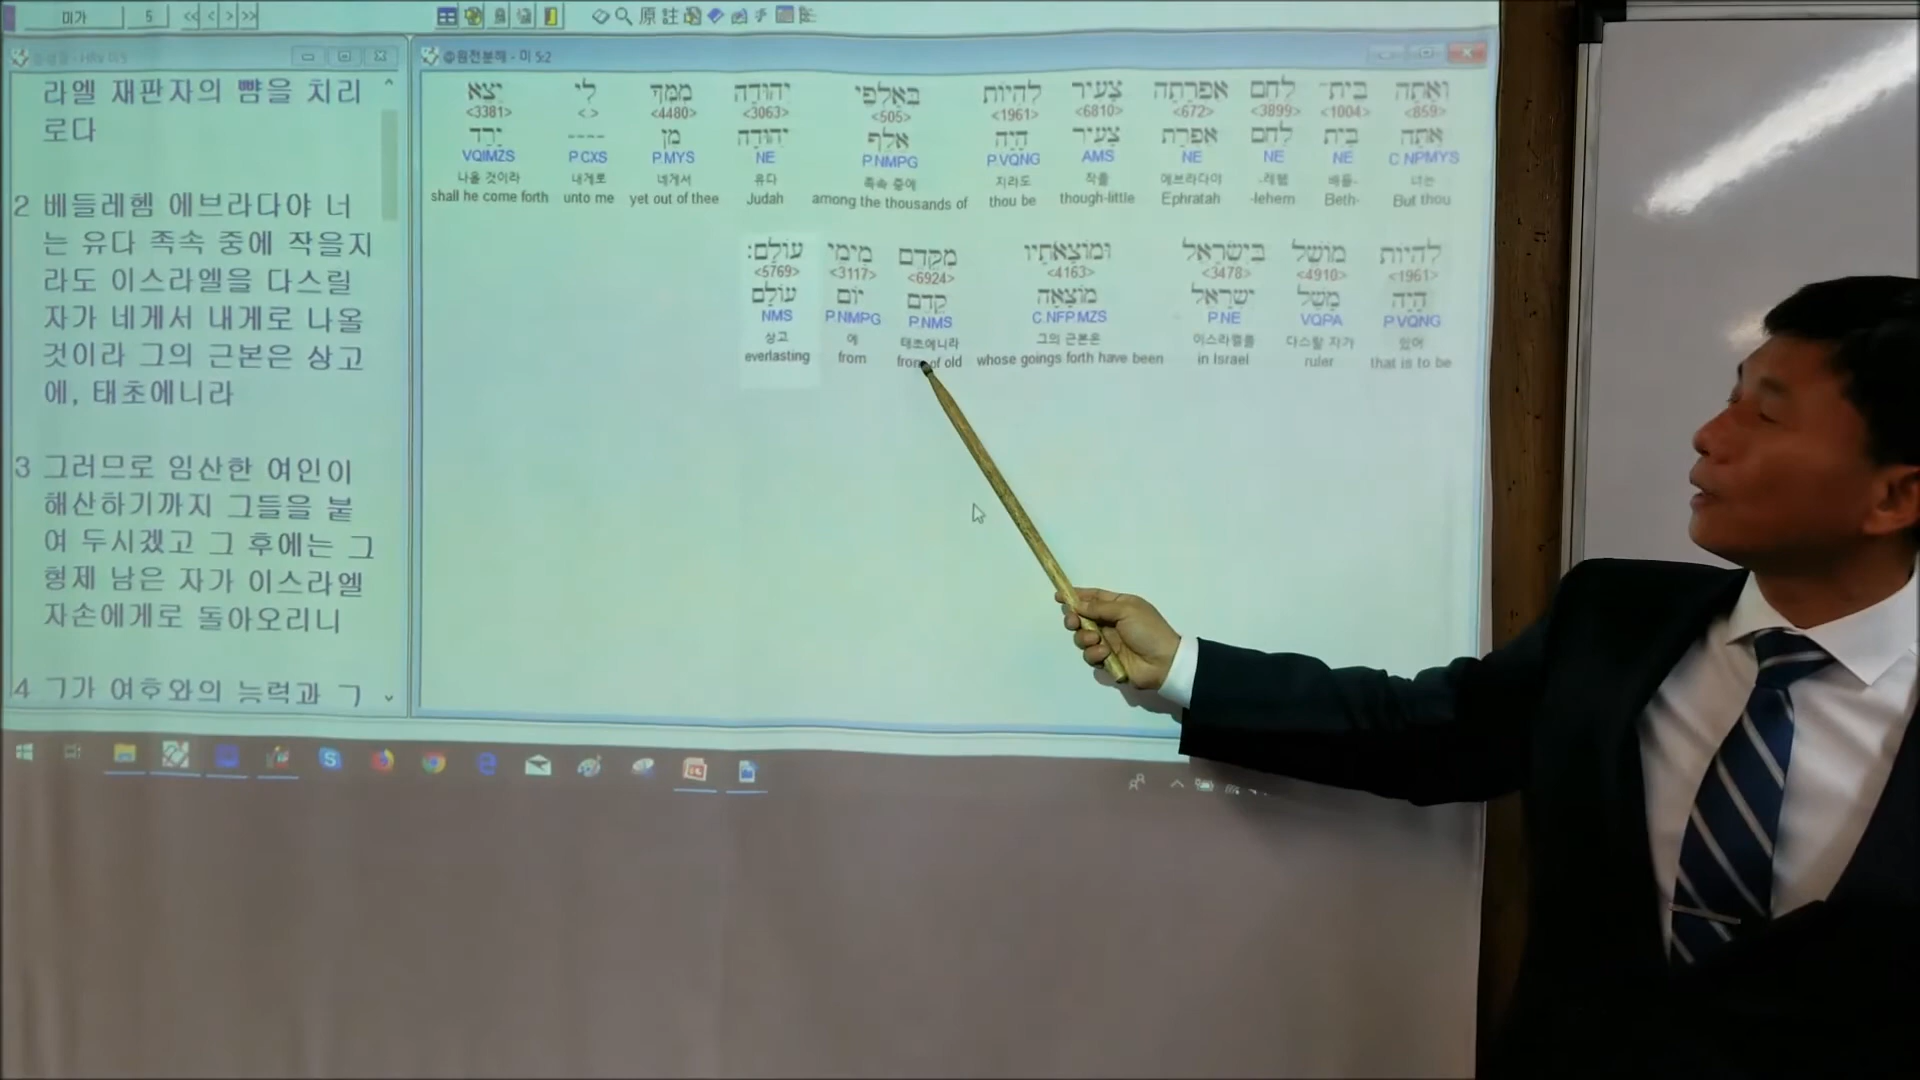 미가 5 << < > >>
原 註
라엘 재판자의 뺨을 치리
로다
2 베들레헴 에브라다야 너
는 유다 족속 중에 작을지
라도 이스라엘을 다스릴
자가 네게서 내게로 나올
것이라 그의 근본은 상고
에, 태초에니라
3 그러므로 임산한 여인이
해산하기까지 그들을 붙
여 두시겠고 그 후에는 그
형제 남은 자가 이스라엘
자손에게로 돌아오리니
4 그가 여호와의 능력과 그
원전분해 - 미 5:2
וְאַתָּה בֵּית־ לֶחֶם אֶפְרָתָה צָעִיר לִהְיוֹת בְּאַלְפֵי יְהוּדָה מִמְּךָ לִי יֵצֵא
<3381> <.> <4480> <3063> <505> <1961> <6810> <672> <3899> <1004> <859>
אַתָּה בַּיִת לֶחֶם אֶפְרָת צָעִיר הָיָה אֶלֶף יְהוּדָה מִן ---- יָרַד
VQIMZS P.CXS P.MYS NE P.NMPG P.VQNG AMS NE NE NE C.NPMYS
나올 것이라 내게로 네게서 유다 족속 중에 지라도 작을 에브라다야 -레헴 베들- 너는
shall he come forth unto me yet out of thee Judah among the thousands of thou be though-little Ephratah -lehem Beth- But thou
לִהְיוֹת מוֹשֵׁל בְּיִשְׂרָאֵל וּמוֹצָאֹתָיו מִקֶּדֶם מִימֵי עוֹלָם׃
<5769> <3117> <6924> <4163> <3478> <4910> <1961>
הָיָה מָשַׁל יִשְׂרָאֵל מוֹצָאָה קֶדֶם יוֹם עוֹלָם
NMS P.NMPG P.NMS C.NFP.MZS P.NE VQPA P.VQNG
상고 에 태초에니라 그의 근본은 이스라엘을 다스릴 자가 있어
everlasting from from of old whose goings forth have been in Israel ruler that is to be